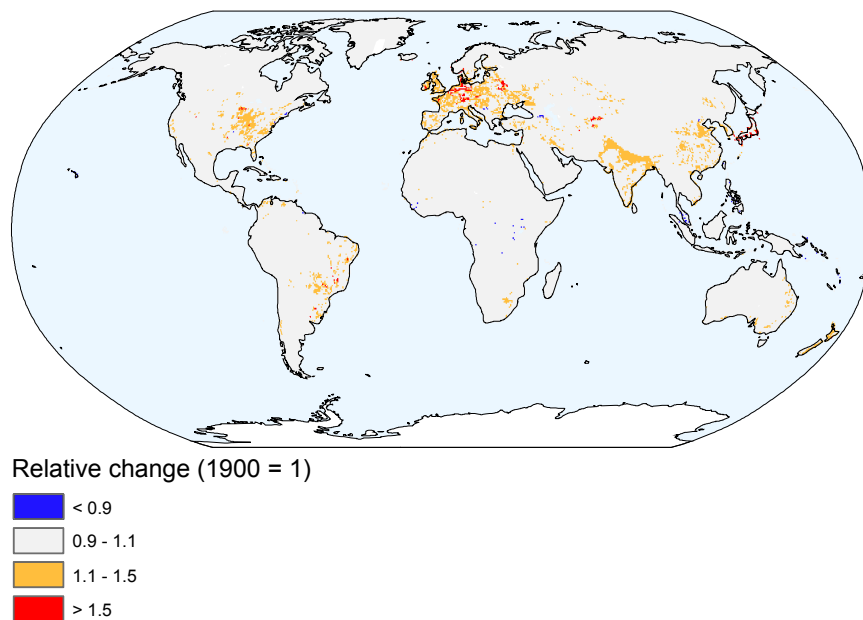 Relative change (1900 = 1)
< 0.9
0.9 - 1.1
1.1 - 1.5
> 1.5